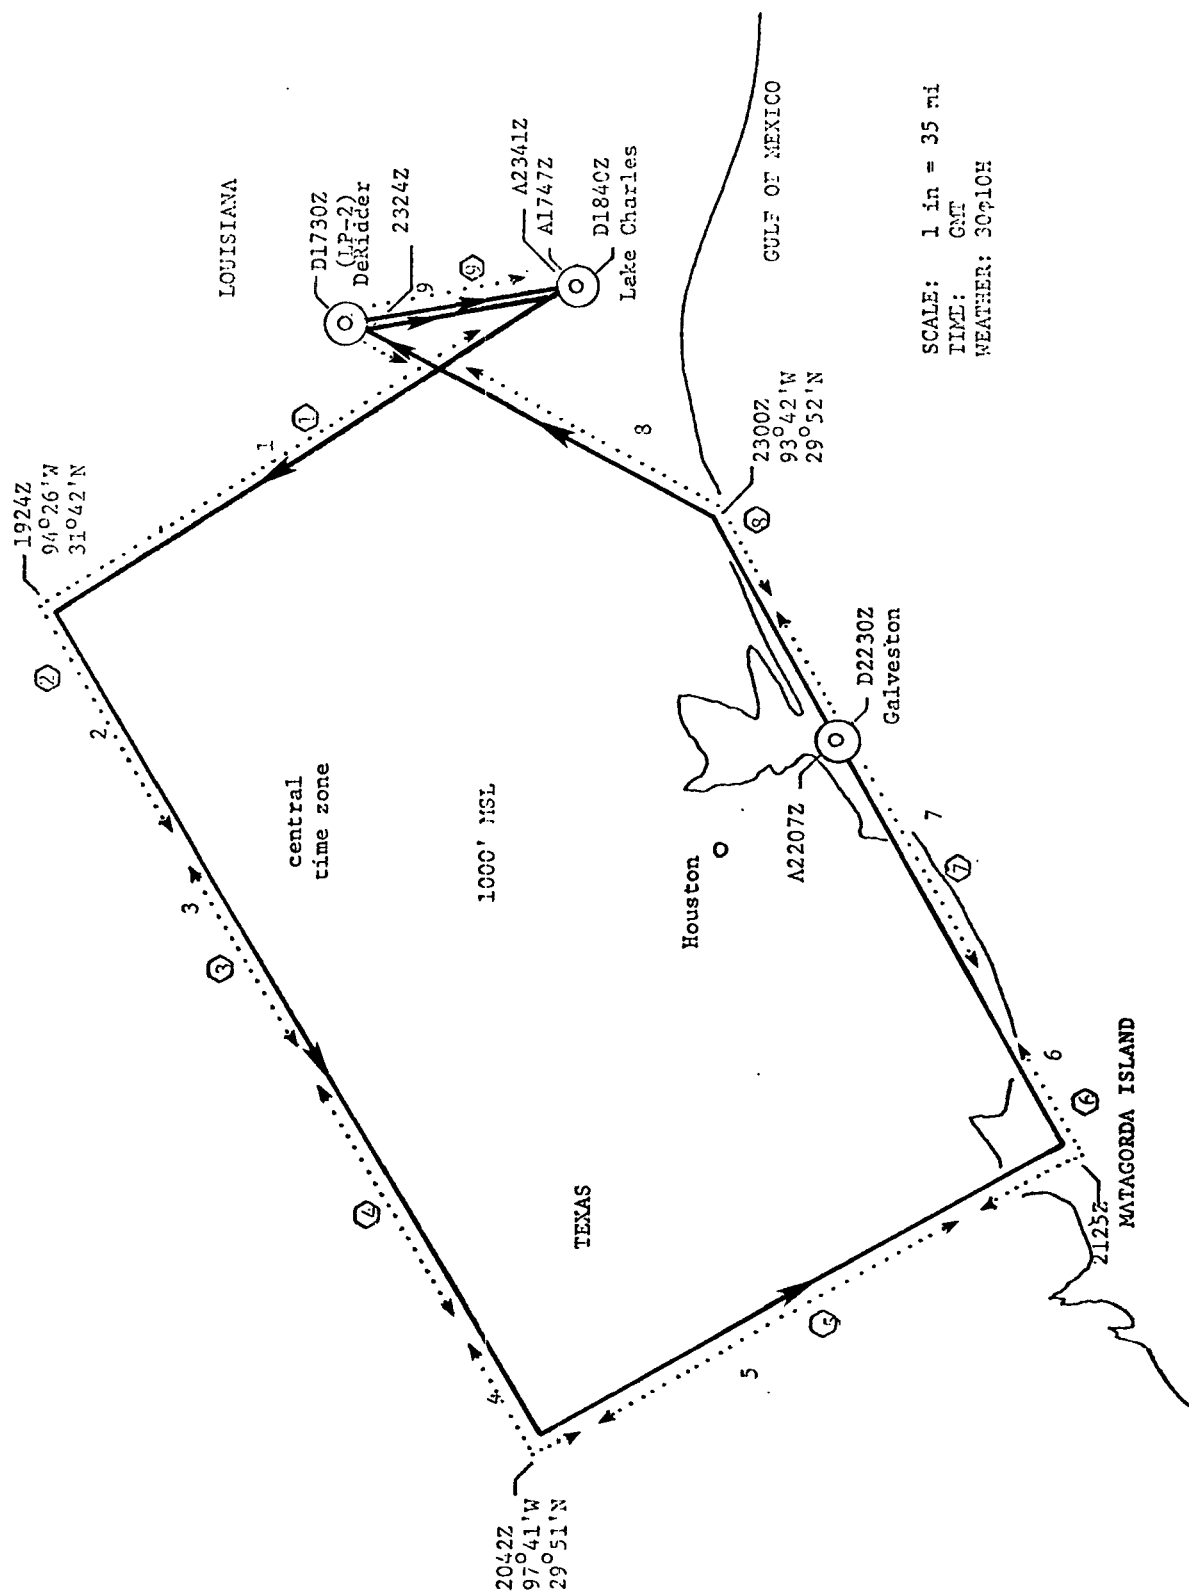 LOUISIANA
D1730Z
(LP-2)
DeRidder
2324Z
9
9
A2341Z
A1747Z
D1840Z
Lake Charles
GULF OF MEXICO
SCALE: 1 in = 35 mi
TIME: GMT
WEATHER:
1924Z
94°26'W
31°42'N
1
1
2
2
8
8
2300Z
93°42'W
29°52'N
central
time zone
1000' MSL
Houston
A2207Z
D2230Z
Galveston
3
3
7
7
4
4
TEXAS
6
6
MATAGORDA ISLAND
2125Z
5
5
2042Z
97°41'W
29°51'N